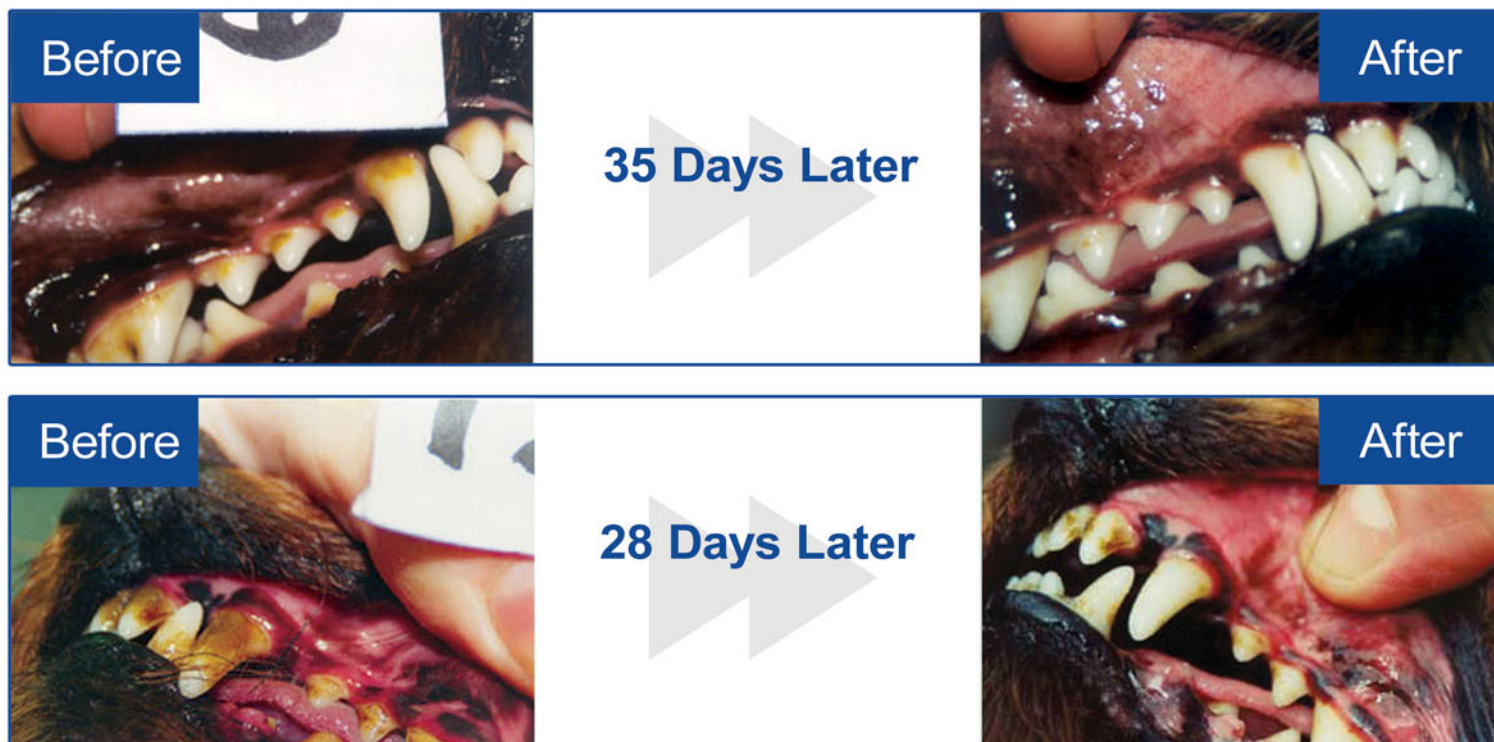 Before
35 Days Later
After
Before
28 Days Later
After